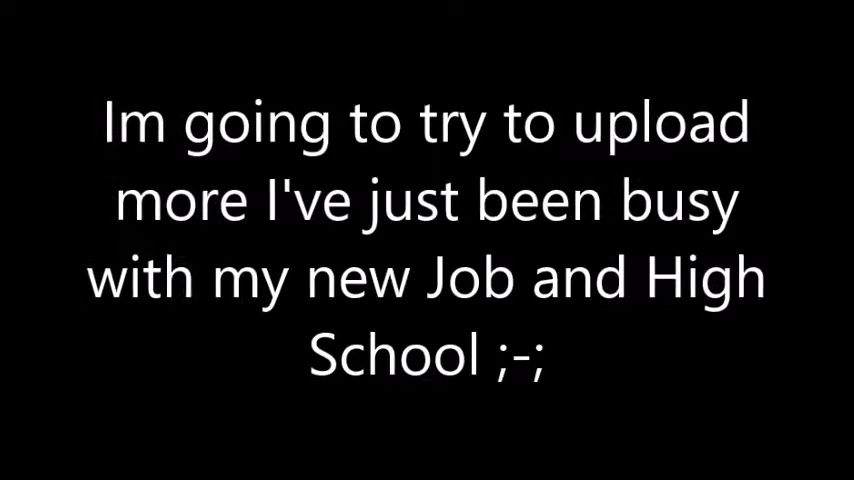 Im going to try to upload
more I've just been busy
with my new Job and High
School ;-;